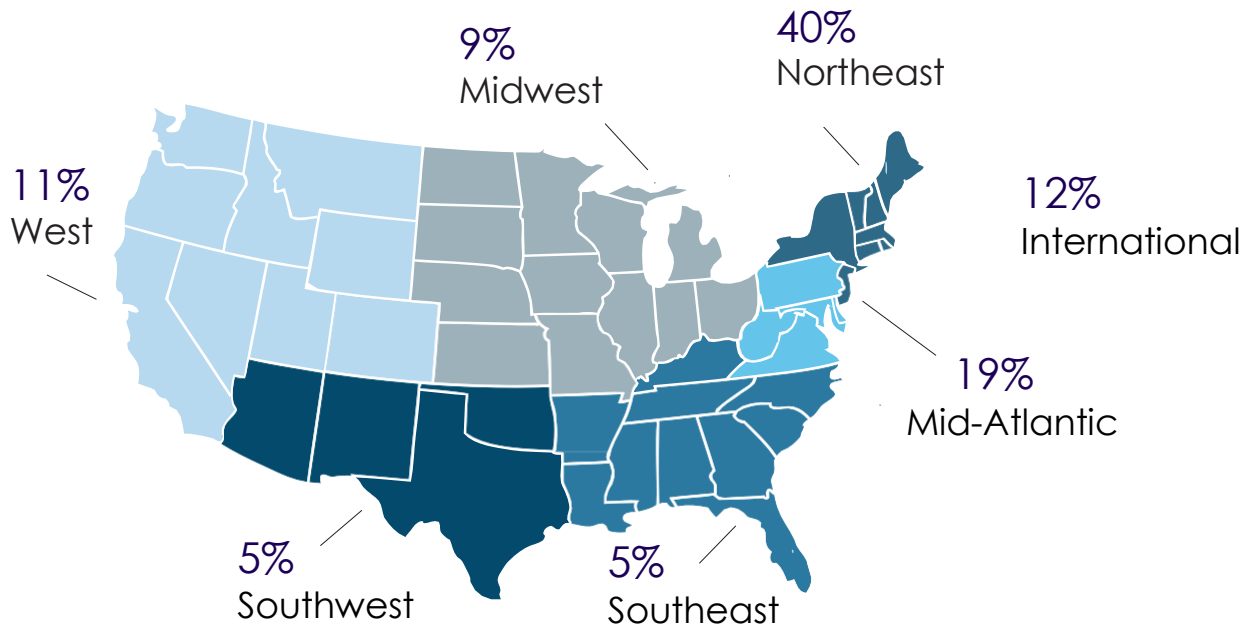 9%
Midwest
40%
Northeast
11%
West
12%
International
19%
Mid-Atlantic
5%
Southwest
5%
Southeast